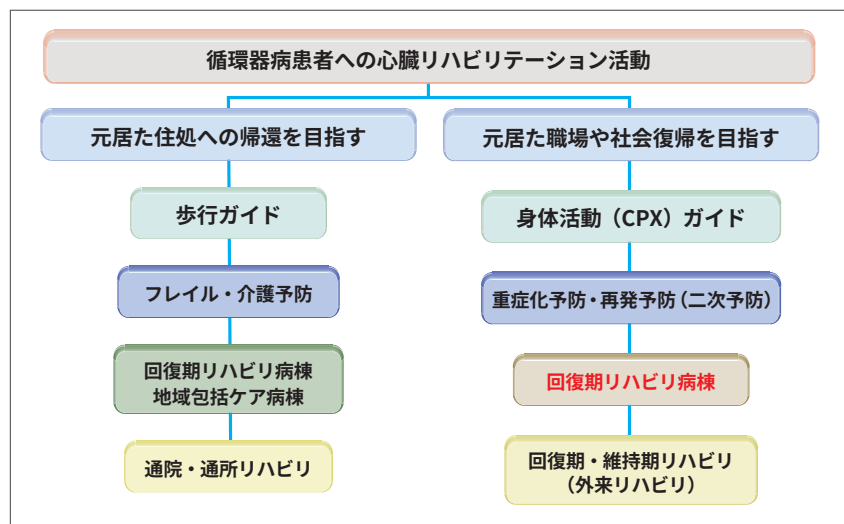 循環器病患者への心臓リハビリテーション活動
元居た住処への帰還を目指す
歩行ガイド
フレイル・介護予防
回復期リハビリ病棟
地域包括ケア病棟
通院・通所リハビリ
元居た職場や社会復帰を目指す
身体活動（CPX）ガイド
重症化予防・再発予防（二次予防）
回復期リハビリ病棟
回復期・維持期リハビリ
（外来リハビリ）